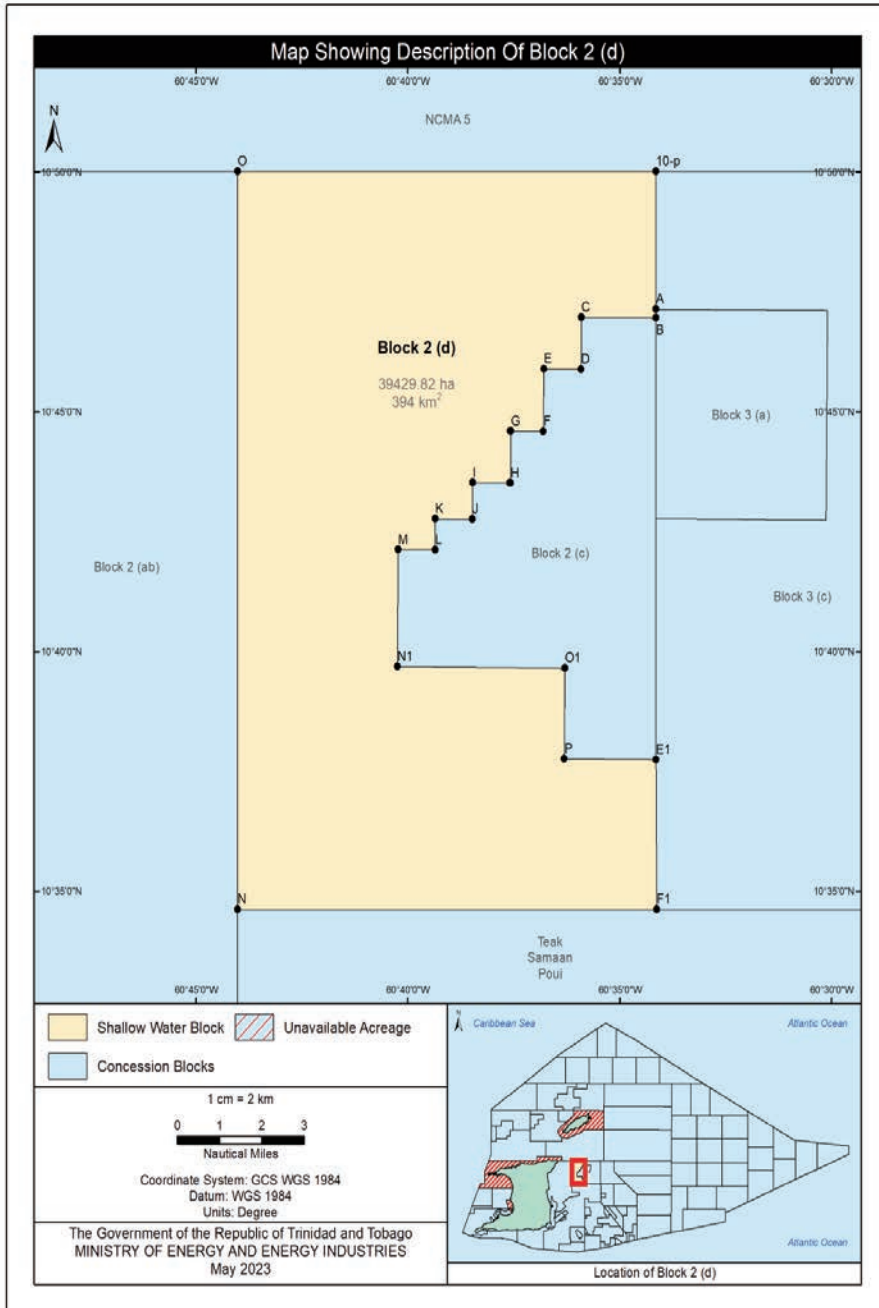 Map Showing Description Of Block 2 (d)
60°45'0"W 60°40'0"W 60°35'0"W 60°30'0"W
N
NCMA 5
O 10-p
10°50'0"N 10°50'0"N
A
C B
Block 2 (d)
E D
39429.82 ha
394 km2
Block 3 (a)
10°45'0"N 10°45'0"N
G F
I H
K J
M L
Block 2 (ab) Block 2 (c)
Block 3 (c)
10°40'0"N 10°40'0"N
N1 O1
P E1
10°35'0"N 10°35'0"N
N F1
Teak
Samaan
Poui
60°45'0"W 60°40'0"W 60°35'0"W 60°30'0"W
Shallow Water Block Unavailable Acreage
Concession Blocks
1 cm = 2 km
0 1 2 3
Nautical Miles
Coordinate System: GCS WGS 1984
Datum: WGS 1984
Units: Degree
The Government of the Republic of Trinidad and Tobago
MINISTRY OF ENERGY AND ENERGY INDUSTRIES
May 2023
N Caribbean Sea Atlantic Ocean
Atlantic Ocean
Location of Block 2 (d)